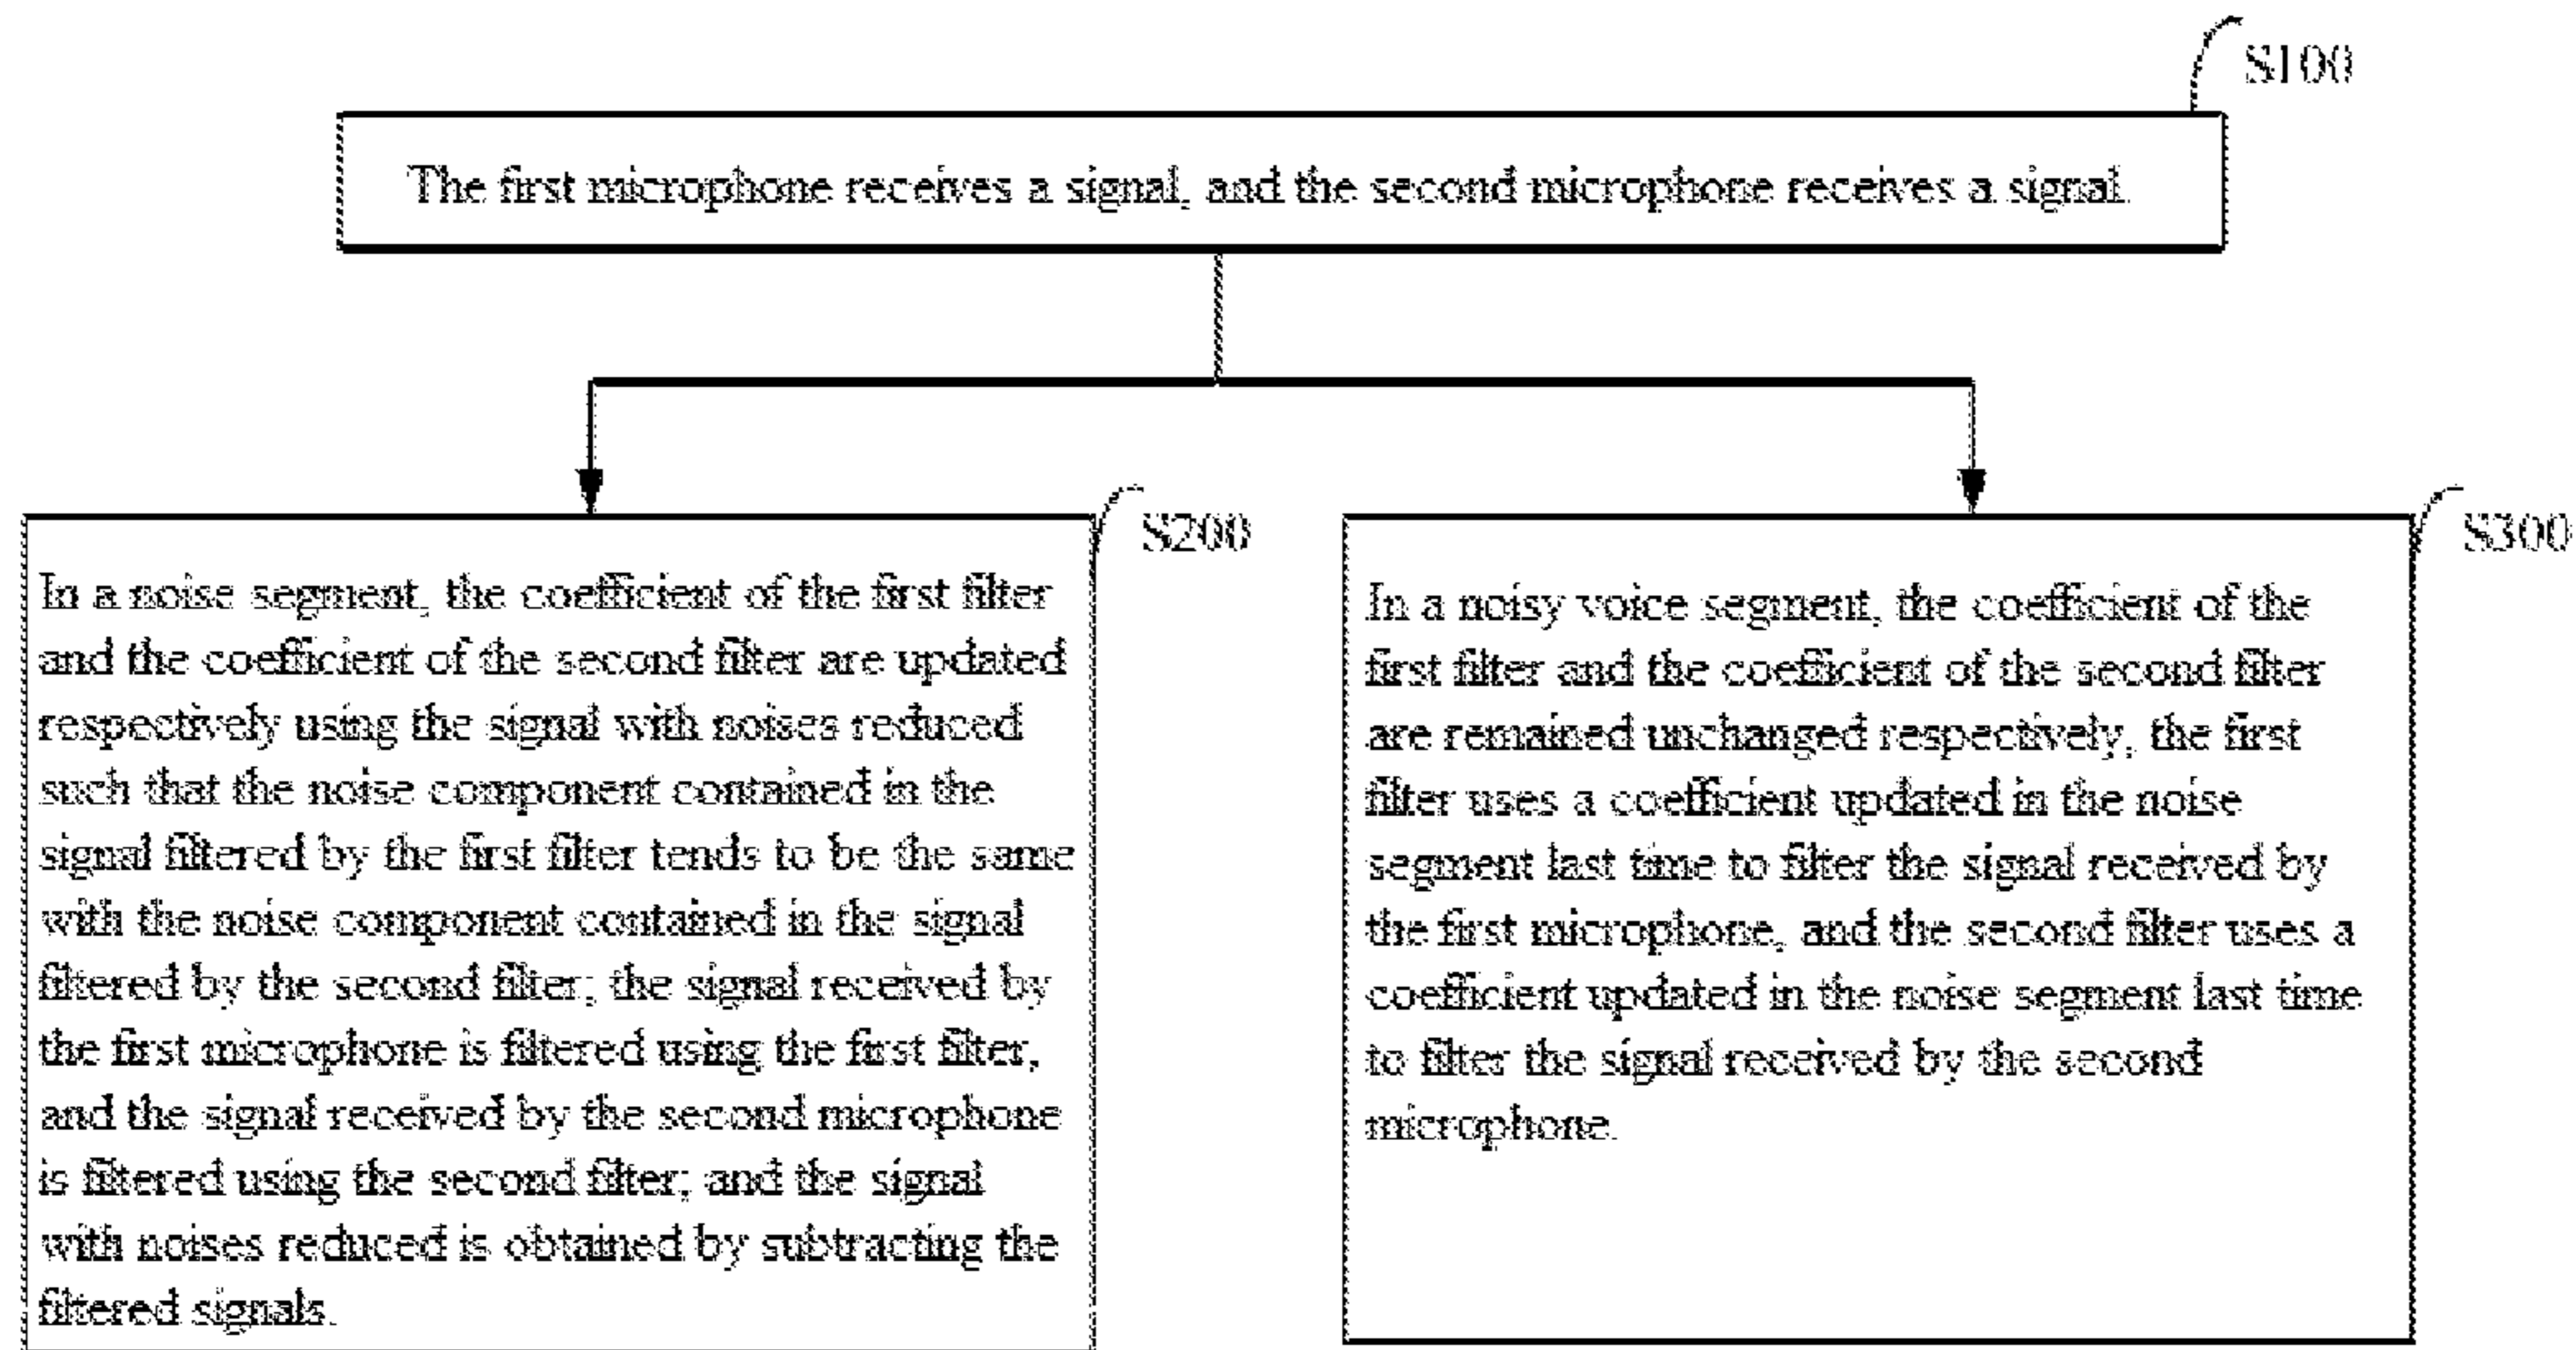 S100
The first microphone receives a signal, and the second microphone receives a signal.
S200
In a noise segment, the coefficient of the first filter
and the coefficient of the second filter are updated
respectively using the signal with noises reduced
such that the noise component contained in the
signal filtered by the first filter tends to be the same
with the noise component contained in the signal
filtered by the second filter; the signal received by
the first microphone is filtered using the first filter,
and the signal received by the second microphone
is filtered using the second filter; and the signal
with noises reduced is obtained by subtracting the
filtered signals.
S300
In a noisy voice segment, the coefficient of the
first filter and the coefficient of the second filter
are remained unchanged respectively, the first
filter uses a coefficient updated in the noise
segment last time to filter the signal received by
the first microphone, and the second filter uses a
coefficient updated in the noise segment last time
to filter the signal received by the second
microphone.